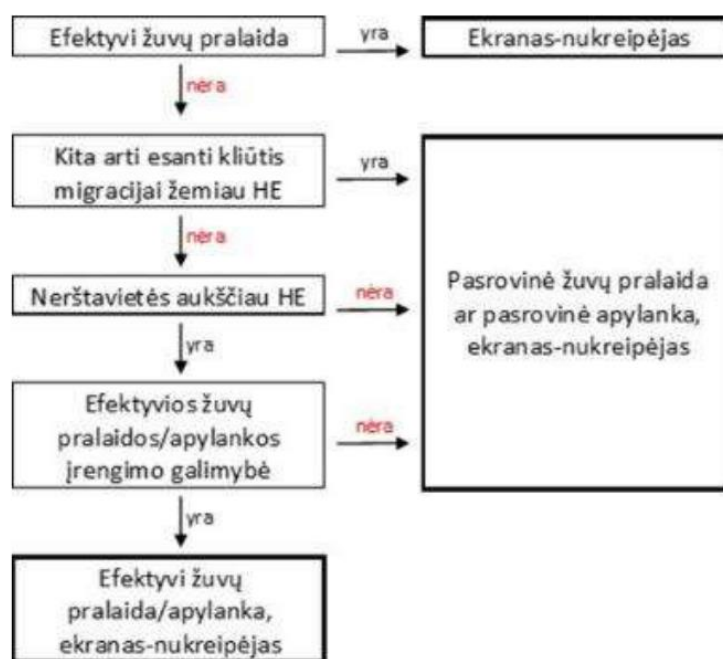 Efektyvi žuvų pralaida
yra
Ekranas-nukreipėjas
nėra
Kita arti esanti kliūtis
migracijai žemiau HE
yra
nėra
Nerštavietės aukščiau HE
nėra
Pasrovinė žuvų pralaida
ar pasrovinė apylanka,
ekranas-nukreipėjas
yra
Efektyvios žuvų
pralaidos/apylankos
įrengimo galimybė
nėra
yra
Efektyvi žuvų
pralaida/apylanka,
ekranas-nukreipėjas